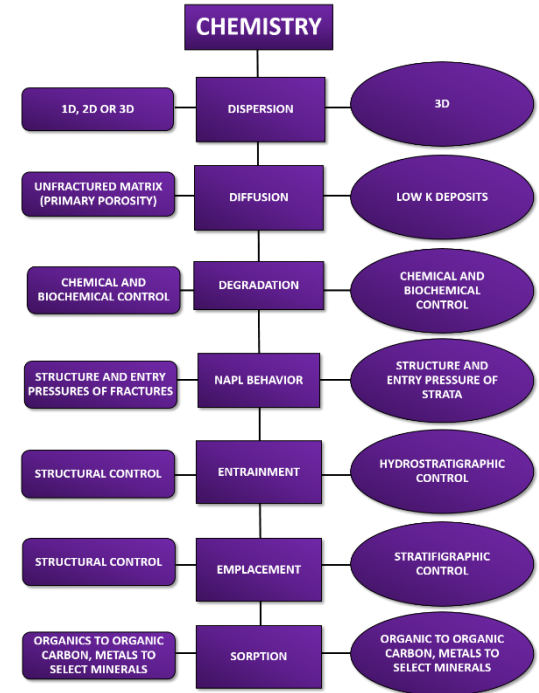 CHEMISTRY
1D, 2D OR 3D
DISPERSION
3D
UNFRACTURED MATRIX
(PRIMARY POROSITY)
DIFFUSION
LOW K DEPOSITS
CHEMICAL AND
BIOCHEMICAL CONTROL
DEGRADATION
CHEMICAL AND
BIOCHEMICAL
CONTROL
STRUCTURE AND ENTRY
PRESSURES OF FRACTURES
NAPL BEHAVIOR
STRUCTURE AND
ENTRY PRESSURE OF
STRATA
STRUCTURAL CONTROL
ENTRAINMENT
HYDROSTRATIGRAPHIC
CONTROL
STRUCTURAL CONTROL
EMPLACEMENT
STRATIFIGRAPHIC
CONTROL
ORGANICS TO ORGANIC
CARBON, METALS TO
SELECT MINERALS
SORPTION
ORGANIC TO ORGANIC
CARBON, METALS TO
SELECT MINERALS